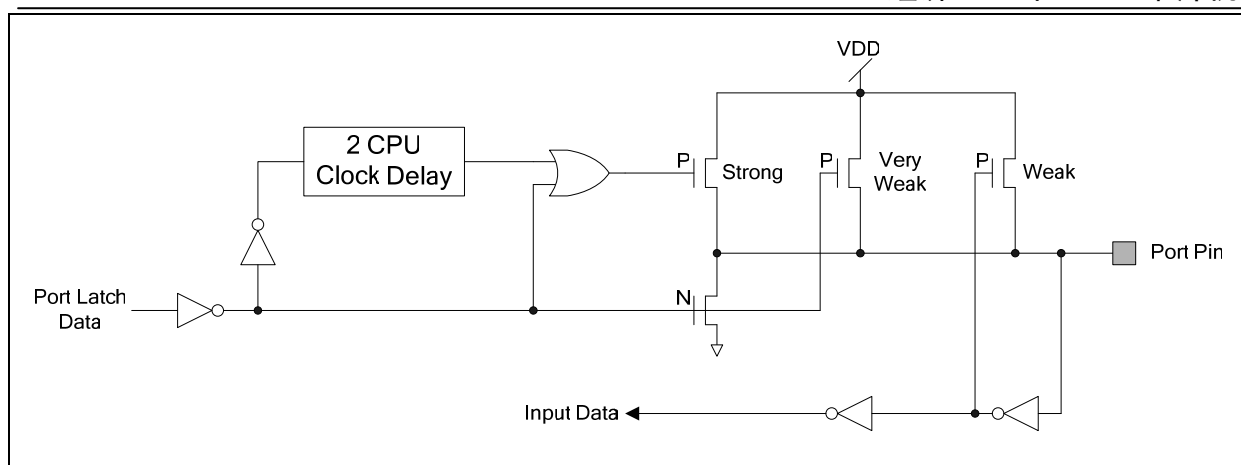 VDD
2 CPU
Clock Delay
P
Strong
P
Very
Weak
P
Weak
Port Pin
Port Latch
Data
N
Input Data